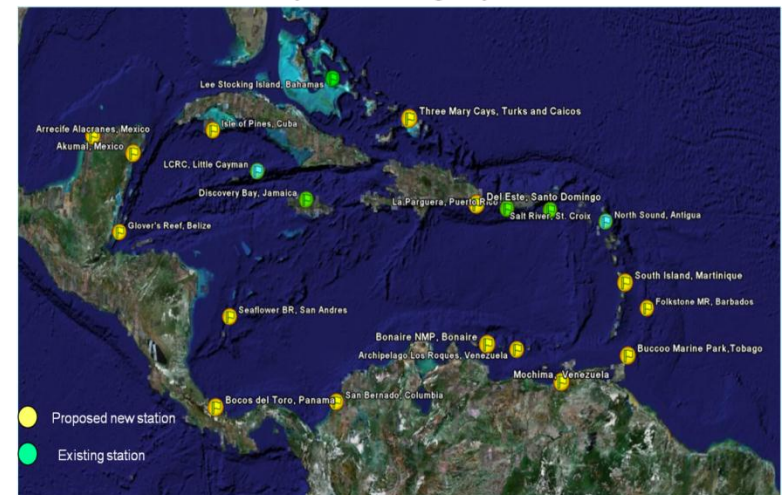 Lee Stocking Island, Bahamas
Three Mary Cays, Turks and Caicos
Isle of Pines, Cuba
Arrecife Alacranes, Mexico
Akumal, Mexico
LCRC, Little Cayman
Discovery Bay, Jamaica
La Parguera, Puerto Rico
Del Este, Santo Domingo
Salt River, St. Croix
North Sound, Antigua
Glover's Reef, Belize
South Island, Martinique
Folkstone MR, Barbados
Seaflower BR, San Andres
Bonaire NMP, Bonaire
Archipelago Los Roques, Venezuela
Buccoo Marine Park,Tobago
Mochima, Venezuela
Bocos del Toro, Panama
San Bernado, Columbia
Proposed new station
Existing station